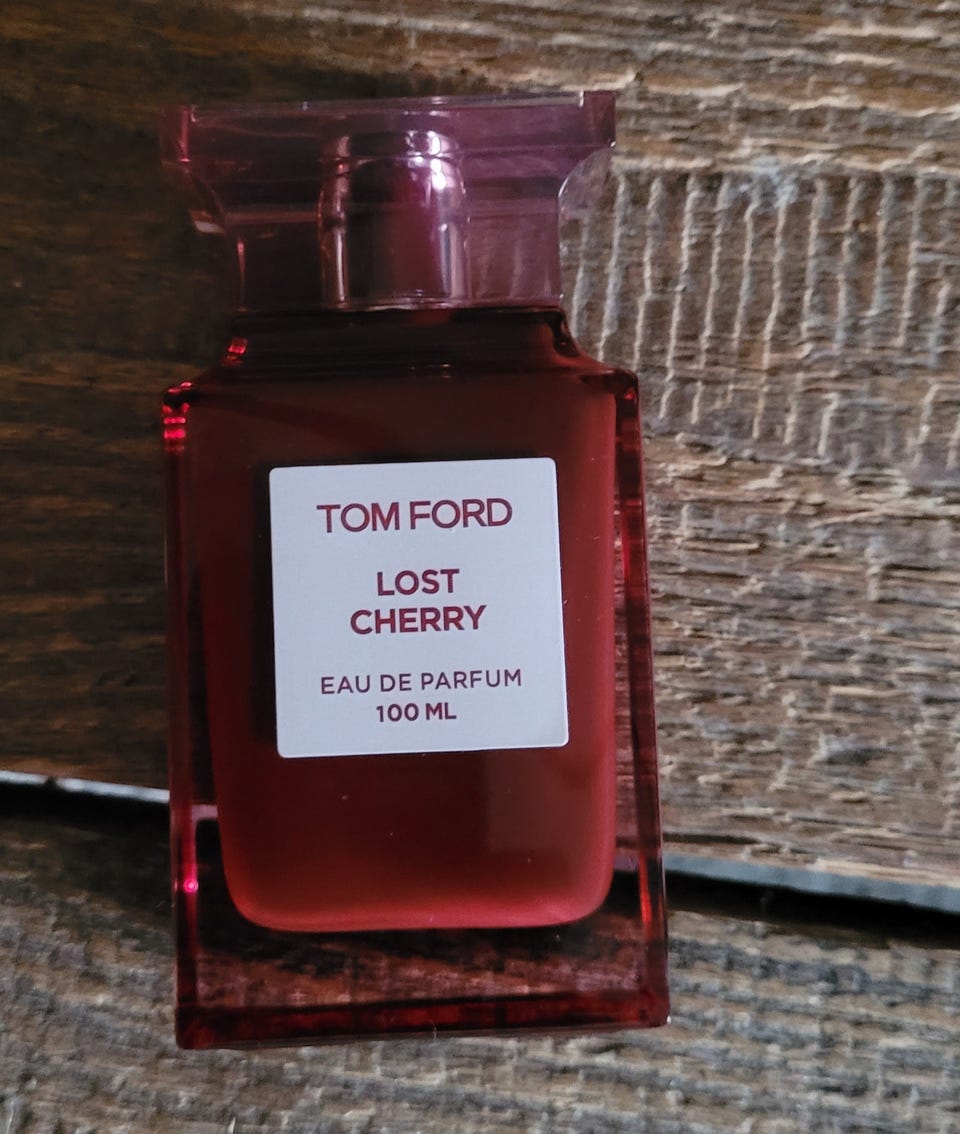 TOM FORD
LOST
CHERRY
EAU DE PARFUM
100 ML